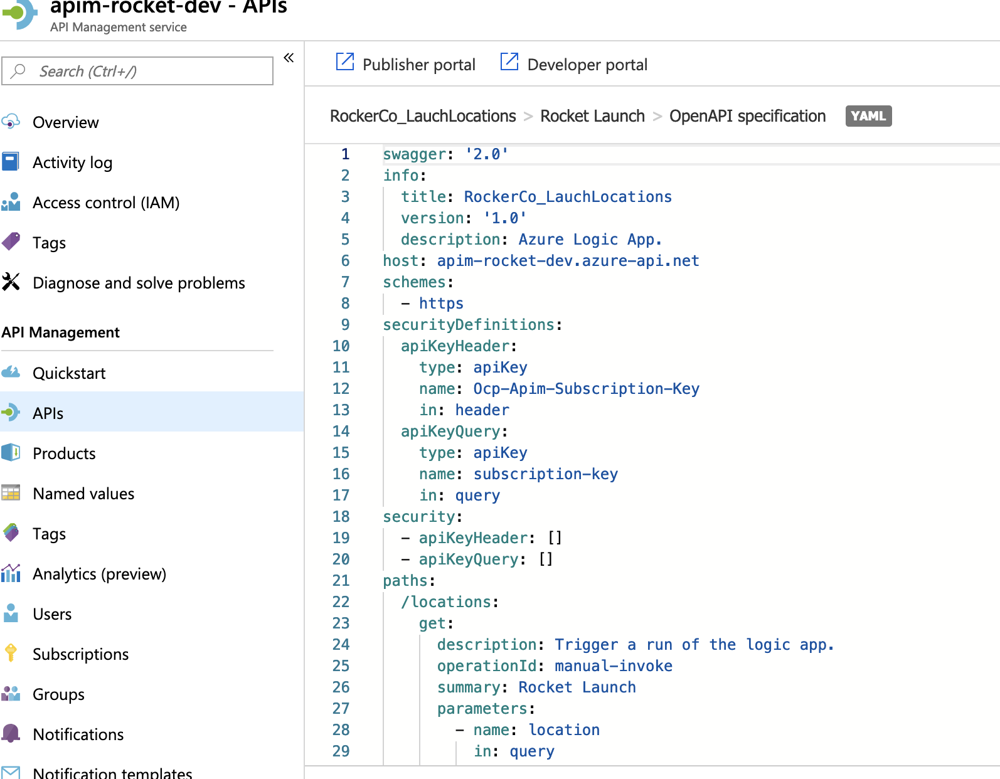 apim-rocket-dev - APIs
API Management service
Search (Ctrl+/)
«
Overview
Activity log
Access control (IAM)
Tags
Diagnose and solve problems
API Management
Quickstart
APIs
Products
Named values
Tags
Analytics (preview)
Users
Subscriptions
Groups
Notifications
Notification templates
Publisher portal
Developer portal
RockerCo_LauchLocations > Rocket Launch > OpenAPI specification YAML
1 swagger: '2.0'
2 info:
3 title: RockerCo_LauchLocations
4 version: '1.0'
5 description: Azure Logic App.
6 host: apim-rocket-dev.azure-api.net
7 schemes:
8 - https
9 securityDefinitions:
10 apiKeyHeader:
11 type: apiKey
12 name: Ocp-Apim-Subscription-Key
13 in: header
14 apiKeyQuery:
15 type: apiKey
16 name: subscription-key
17 in: query
18 security:
19 - apiKeyHeader: []
20 - apiKeyQuery: []
21 paths:
22 /locations:
23 get:
24 description: Trigger a run of the logic app.
25 operationId: manual-invoke
26 summary: Rocket Launch
27 parameters:
28 - name: location
29 in: query